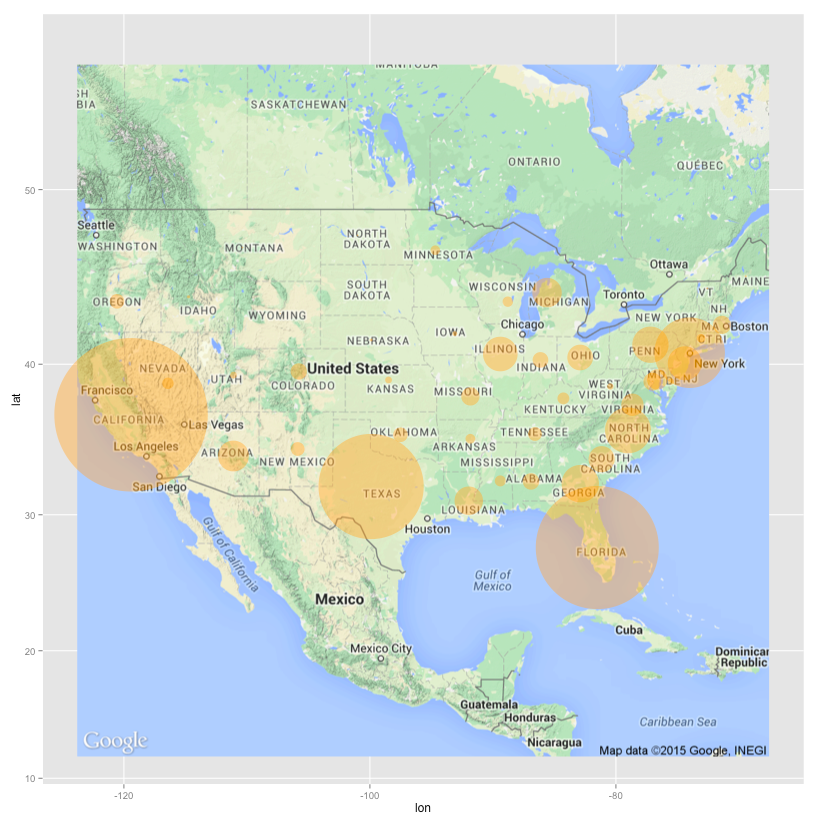 MANITOBA
SH
BIA
SASKATCHEWAN
ONTARIO
QUÉBEC
50
Seattle
WASHINGTON
MONTANA
NORTH
DAKOTA
MINNESOTA
Ottawa
MAINE
OREGON
IDAHO
WYOMING
SOUTH
DAKOTA
WISCONSIN
MICHIGAN
Toronto
VT
NH
NEW YORK
MA
Boston
CT RI
IOWA
Chicago
NEBRASKA
ILLINOIS
INDIANA
OHIO
PENN
New York
40
NEVADA
UTAH
COLORADO
United States
KANSAS
MISSOURI
WEST
VIRGINIA
MD
DE NJ
Francisco
CALIFORNIA
Las Vegas
KENTUCKY
VIRGINIA
lat
Los Angeles
ARIZONA
NEW MEXICO
OKLAHOMA
ARKANSAS
TENNESSEE
NORTH
CAROLINA
San Diego
TEXAS
MISSISSIPPI
ALABAMA
SOUTH
CAROLINA
GEORGIA
LOUISIANA
30
Houston
Gulf of California
FLORIDA
Gulf of
Mexico
Mexico
Cuba
20
Mexico City
Dominican
Republic
Guatemala
Honduras
Caribbean Sea
Nicaragua
Google
Map data ©2015 Google, INEGI
10
-120
-100
-80
lon